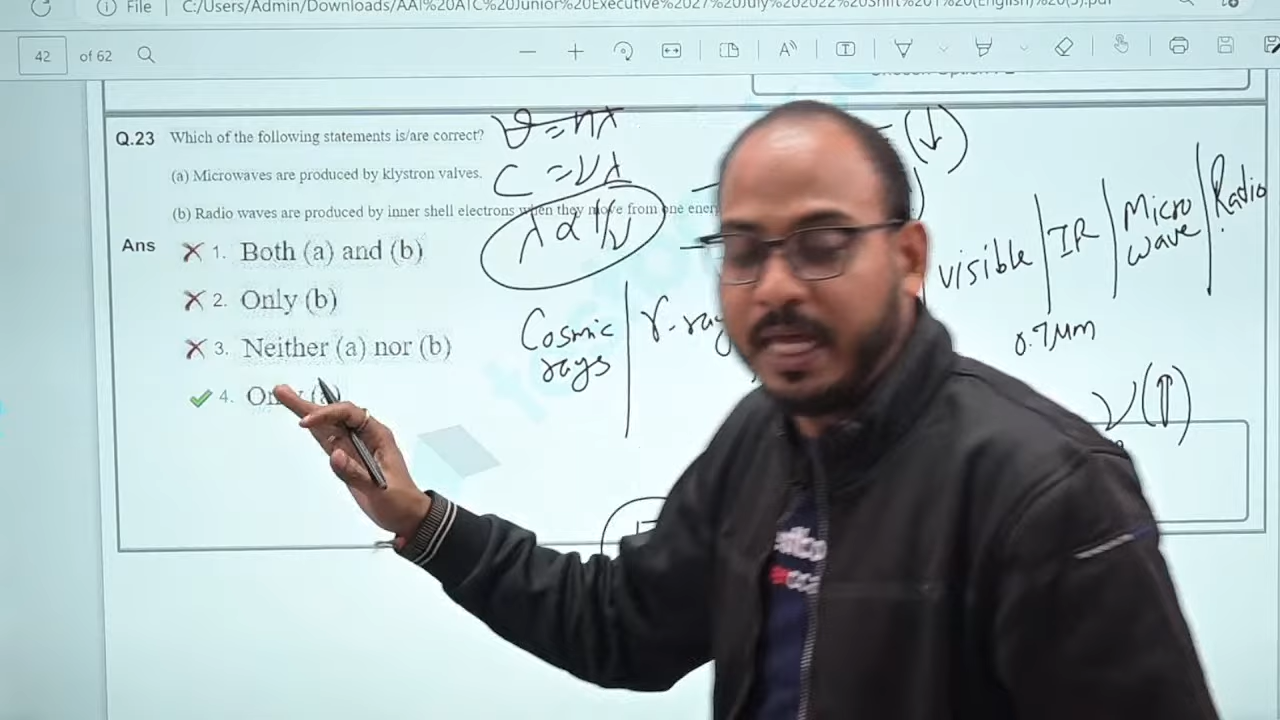 File | C:/Users/Admin/Downloads/AAI%20ATC%20Junior%20Executive%2027%20July%202022%20Shift%201%20(English)%20(3).pdf
42 of 62
Q.23 Which of the following statements is/are correct?
(a) Microwaves are produced by klystron valves.
(b) Radio waves are produced by inner shell electrons when they move from one ener
Ans 1. Both (a) and (b)
2. Only (b)
3. Neither (a) nor (b)
4. Only (a)
C = νλ
λ α 1/ν
(↓)
Cosmic rays | γ-ray
visible | IR | Micro wave | Radio
0.7μm
ν(↑)